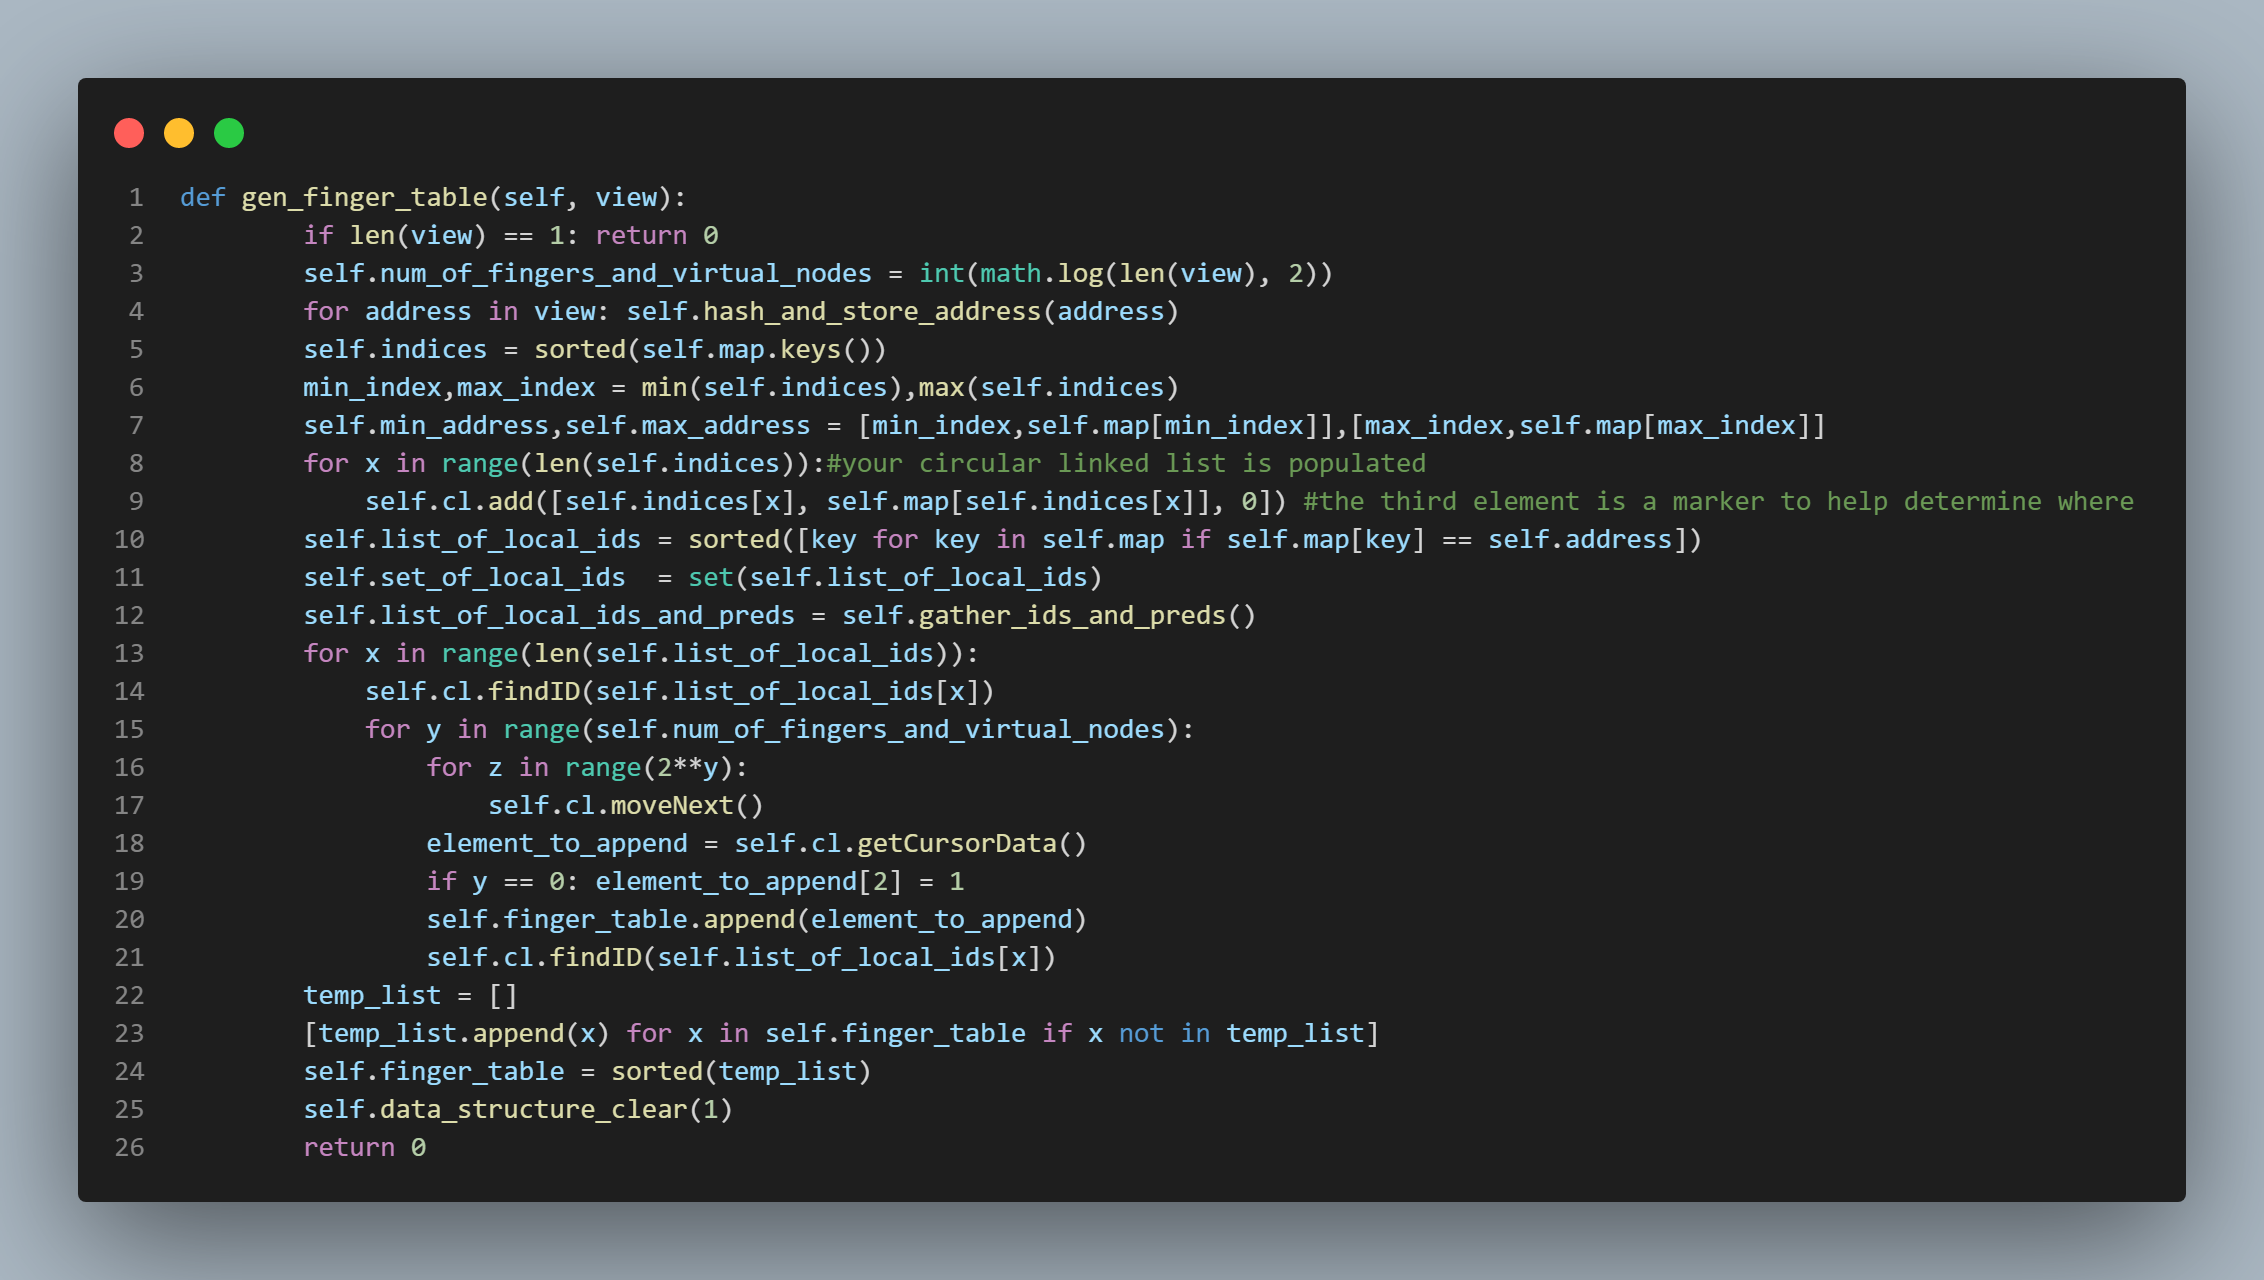 1 def gen_finger_table(self, view):
2         if len(view) == 1: return 0
3         self.num_of_fingers_and_virtual_nodes = int(math.log(len(view), 2))
4         for address in view: self.hash_and_store_address(address)
5         self.indices = sorted(self.map.keys())
6         min_index,max_index = min(self.indices),max(self.indices)
7         self.min_address,self.max_address = [min_index,self.map[min_index]],[max_index,self.map[max_index]]
8         for x in range(len(self.indices)):#your circular linked list is populated
9             self.cl.add([self.indices[x], self.map[self.indices[x]], 0]) #the third element is a marker to help determine where
10         self.list_of_local_ids = sorted([key for key in self.map if self.map[key] == self.address])
11         self.set_of_local_ids  = set(self.list_of_local_ids)
12         self.list_of_local_ids_and_preds = self.gather_ids_and_preds()
13         for x in range(len(self.list_of_local_ids)):
14             self.cl.findID(self.list_of_local_ids[x])
15             for y in range(self.num_of_fingers_and_virtual_nodes):
16                 for z in range(2**y):
17                     self.cl.moveNext()
18                 element_to_append = self.cl.getCursorData()
19                 if y == 0: element_to_append[2] = 1
20                 self.finger_table.append(element_to_append)
21                 self.cl.findID(self.list_of_local_ids[x])
22         temp_list = []
23         [temp_list.append(x) for x in self.finger_table if x not in temp_list]
24         self.finger_table = sorted(temp_list)
25         self.data_structure_clear(1)
26         return 0